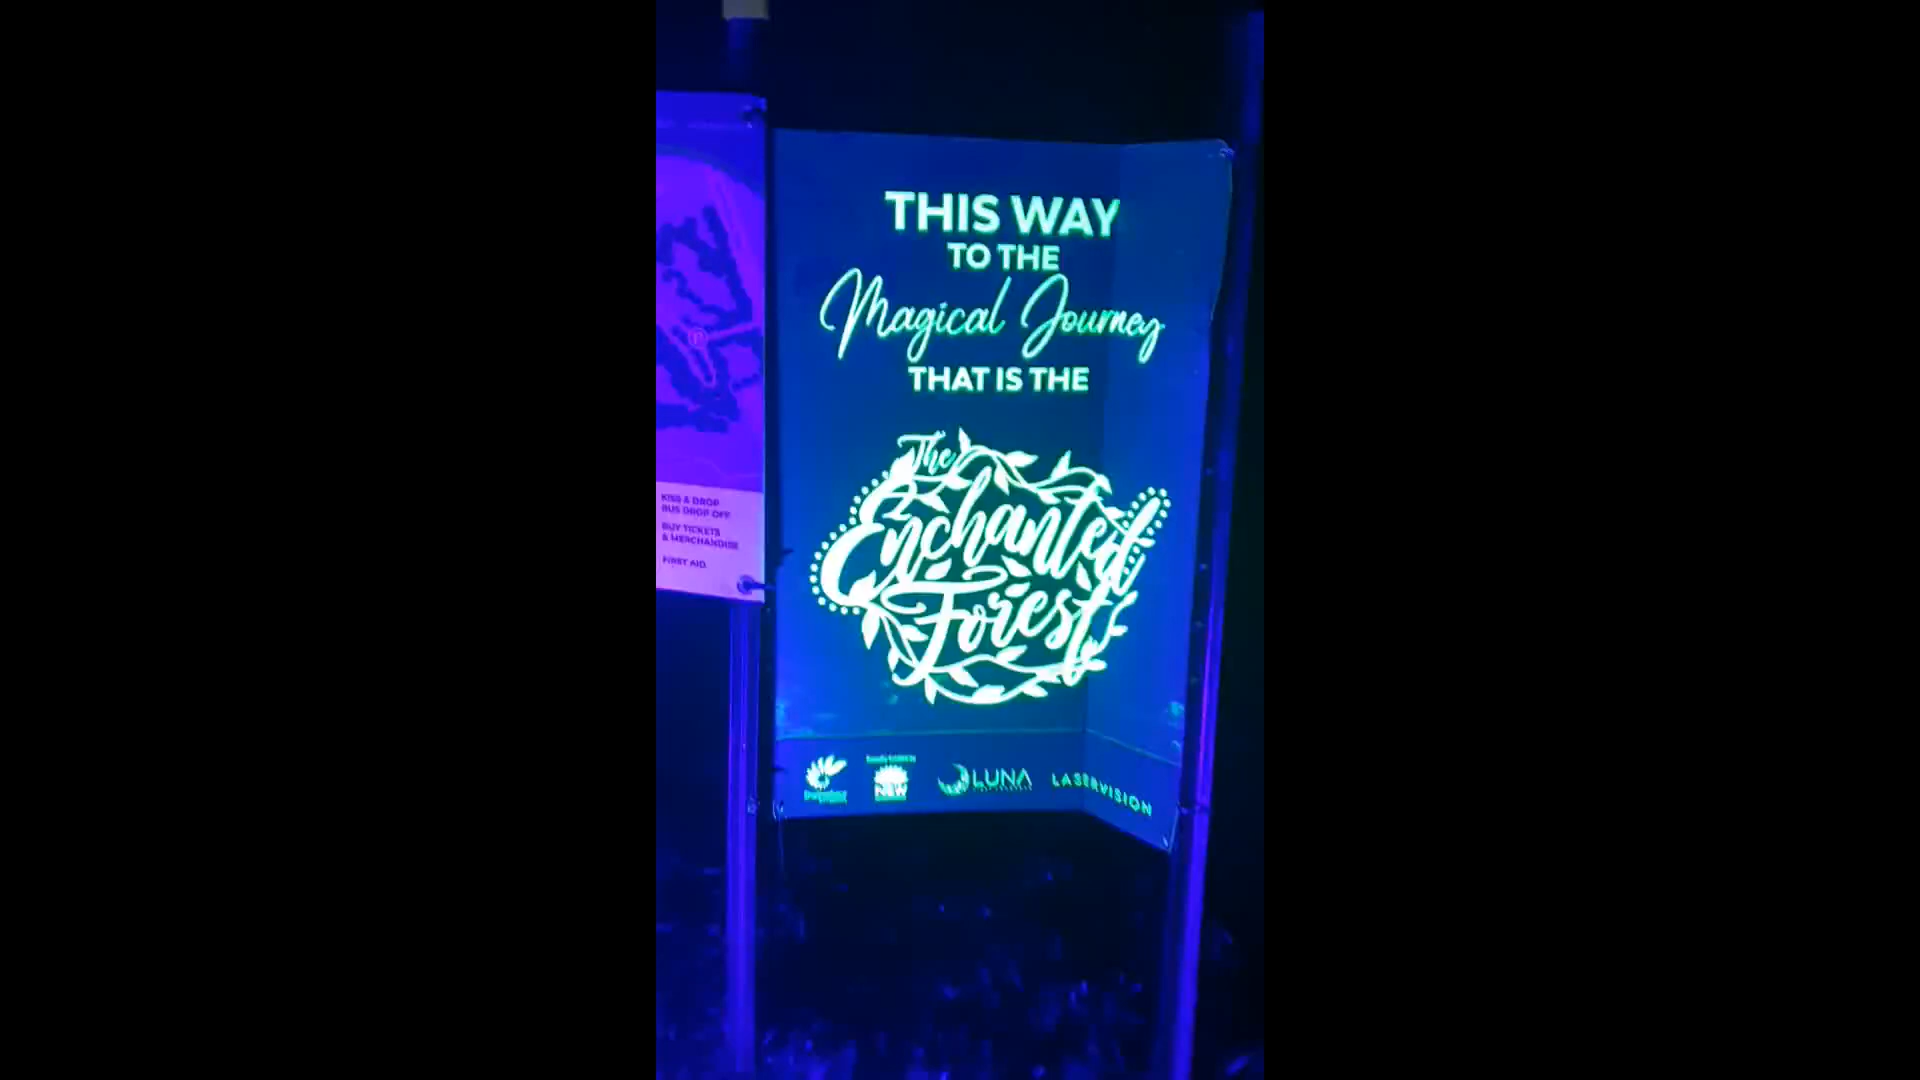 KISS & DROP
BUS DROP OFF
BUY TICKETS
& MERCHANDISE
FIRST AID
THIS WAY
TO THE
Magical Journey
THAT IS THE
The
Enchanted
Forest
NSW
LUNA
LASERVISION